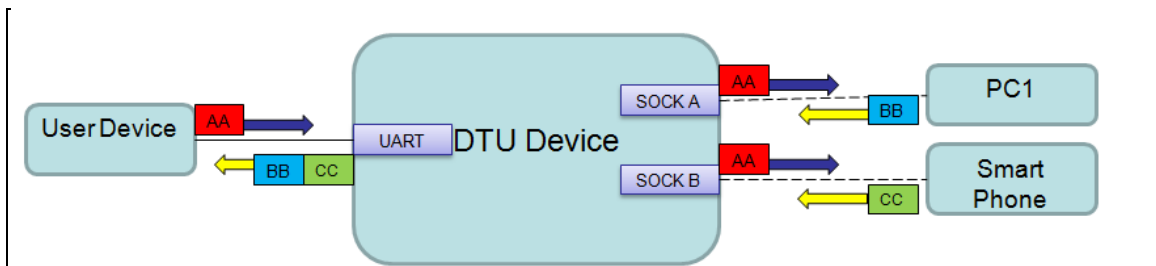 User Device
AA
BB CC
UART
DTU Device
SOCK A
AA
BB
PC1
SOCK B
AA
CC
Smart
Phone